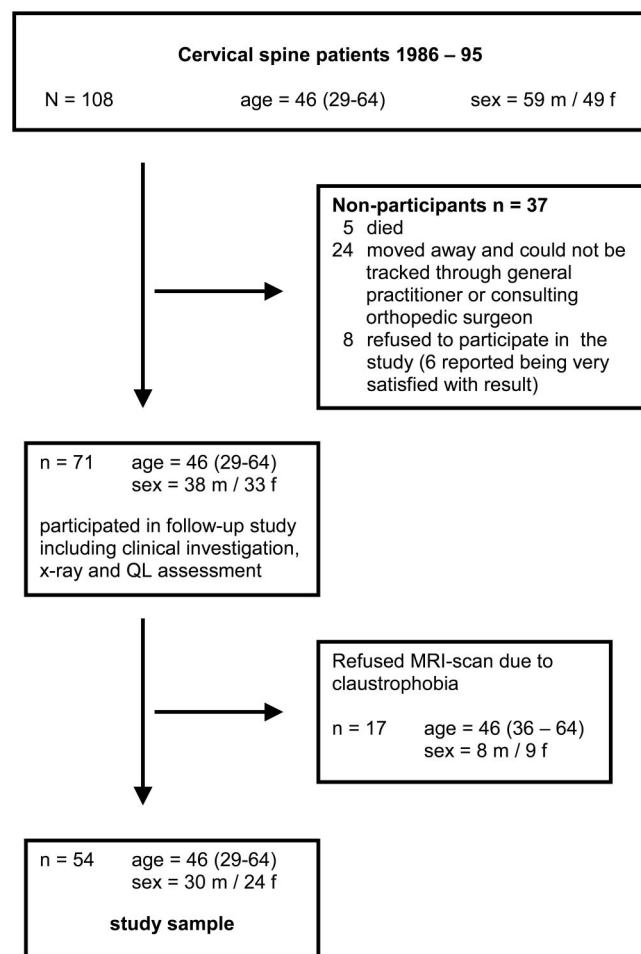 Cervical spine patients 1986 – 95
N = 108 age = 46 (29-64) sex = 59 m / 49 f
Non-participants n = 37
5 died
24 moved away and could not be
tracked through general
practitioner or consulting
orthopedic surgeon
8 refused to participate in the
study (6 reported being very
satisfied with result)
n = 71 age = 46 (29-64)
sex = 38 m / 33 f
participated in follow-up study
including clinical investigation,
x-ray and QL assessment
Refused MRI-scan due to
claustrophobia
n = 17 age = 46 (36 – 64)
sex = 8 m / 9 f
n = 54 age = 46 (29-64)
sex = 30 m / 24 f
study sample